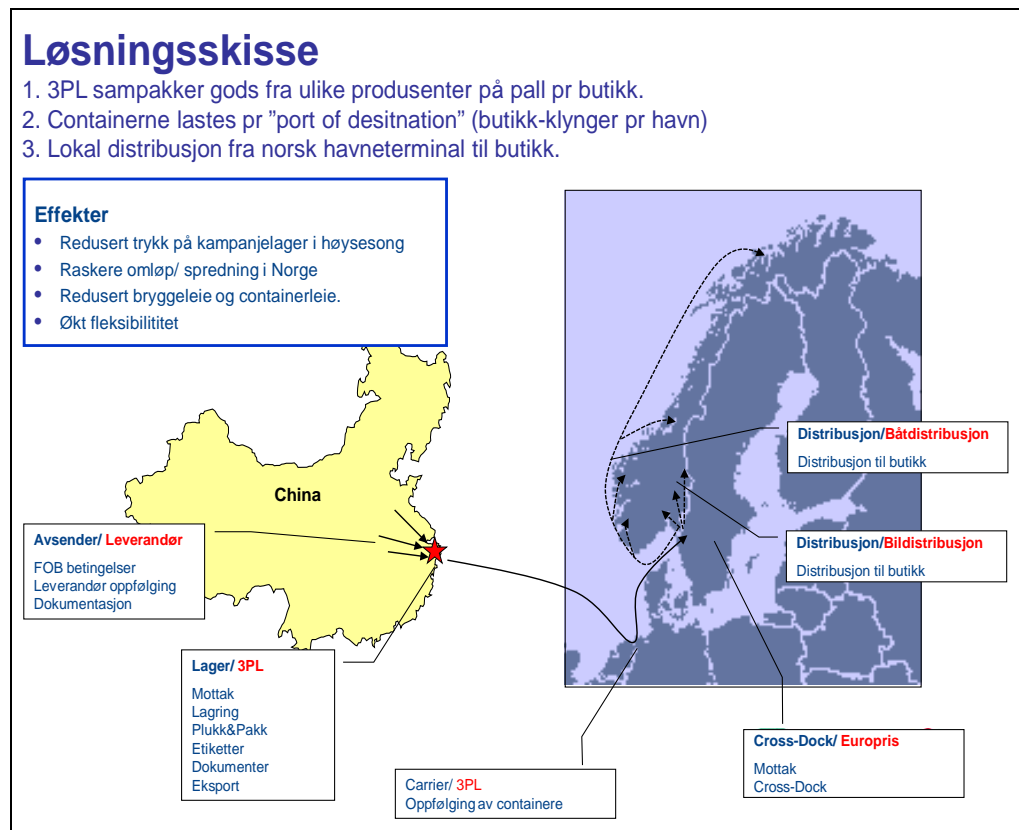 Løsningsskisse
1. 3PL sampakker gods fra ulike produsenter på pall pr butikk.
2. Containerne lastes pr ”port of desitnation” (butikk-klynger pr havn)
3. Lokal distribusjon fra norsk havneterminal til butikk.
Effekter
• Redusert trykk på kampanjelager i høysesong
• Raskere omløp/ spredning i Norge
• Redusert bryggeleie og containerleie.
• Økt fleksibilititet
China
Avsender/ Leverandør
FOB betingelser
Leverandør oppfølging
Dokumentasjon
Lager/ 3PL
Mottak
Lagring
Plukk&Pakk
Etiketter
Dokumenter
Eksport
Carrier/ 3PL
Oppfølging av containere
Distribusjon/Båtdistribusjon
Distribusjon til butikk
Distribusjon/Bildistribusjon
Distribusjon til butikk
Cross-Dock/ Europris
Mottak
Cross-Dock